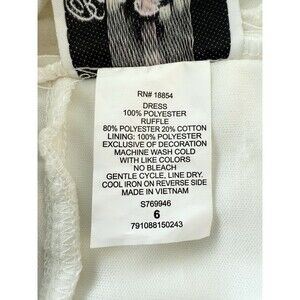 RN# 18854
DRESS
100% POLYESTER
RUFFLE
80% POLYESTER 20% COTTON
LINING: 100% POLYESTER
EXCLUSIVE OF DECORATION
MACHINE WASH COLD
WITH LIKE COLORS
NO BLEACH
GENTLE CYCLE, LINE DRY.
COOL IRON ON REVERSE SIDE
MADE IN VIETNAM
S769946
6
791088150243